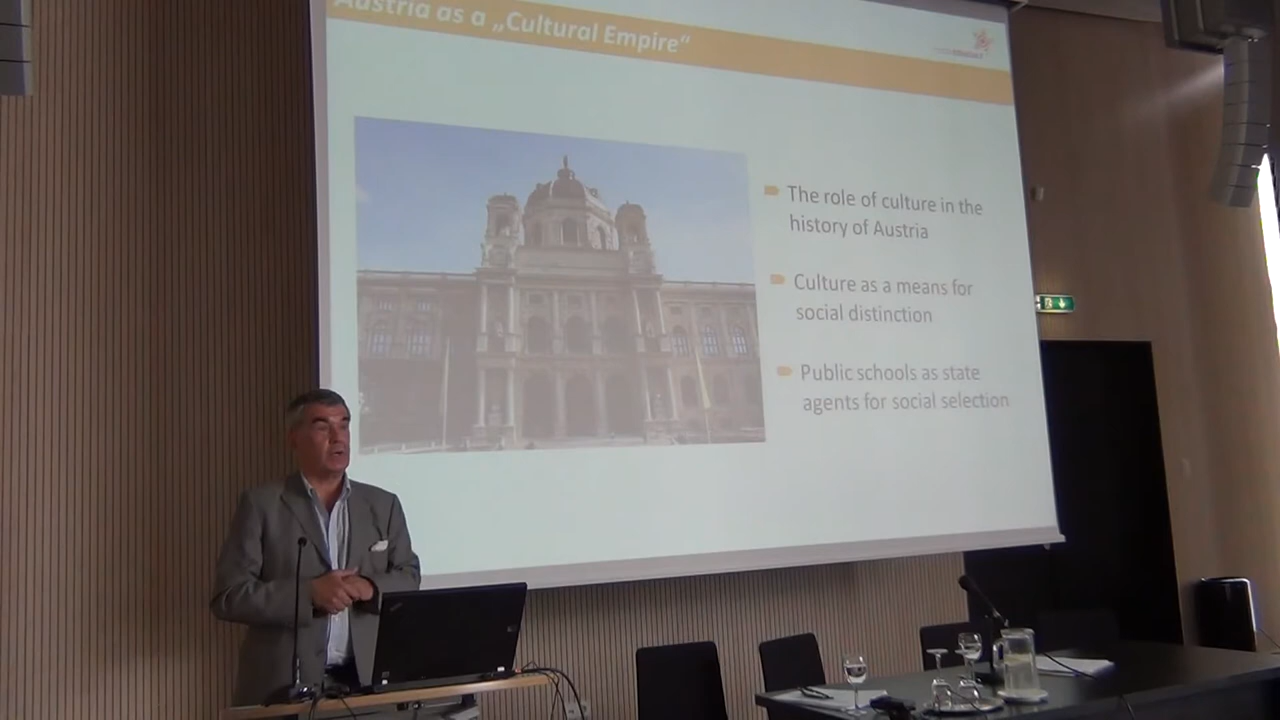 Austria as a „Cultural Empire“
The role of culture in the
history of Austria
Culture as a means for
social distinction
Public schools as state
agents for social selection